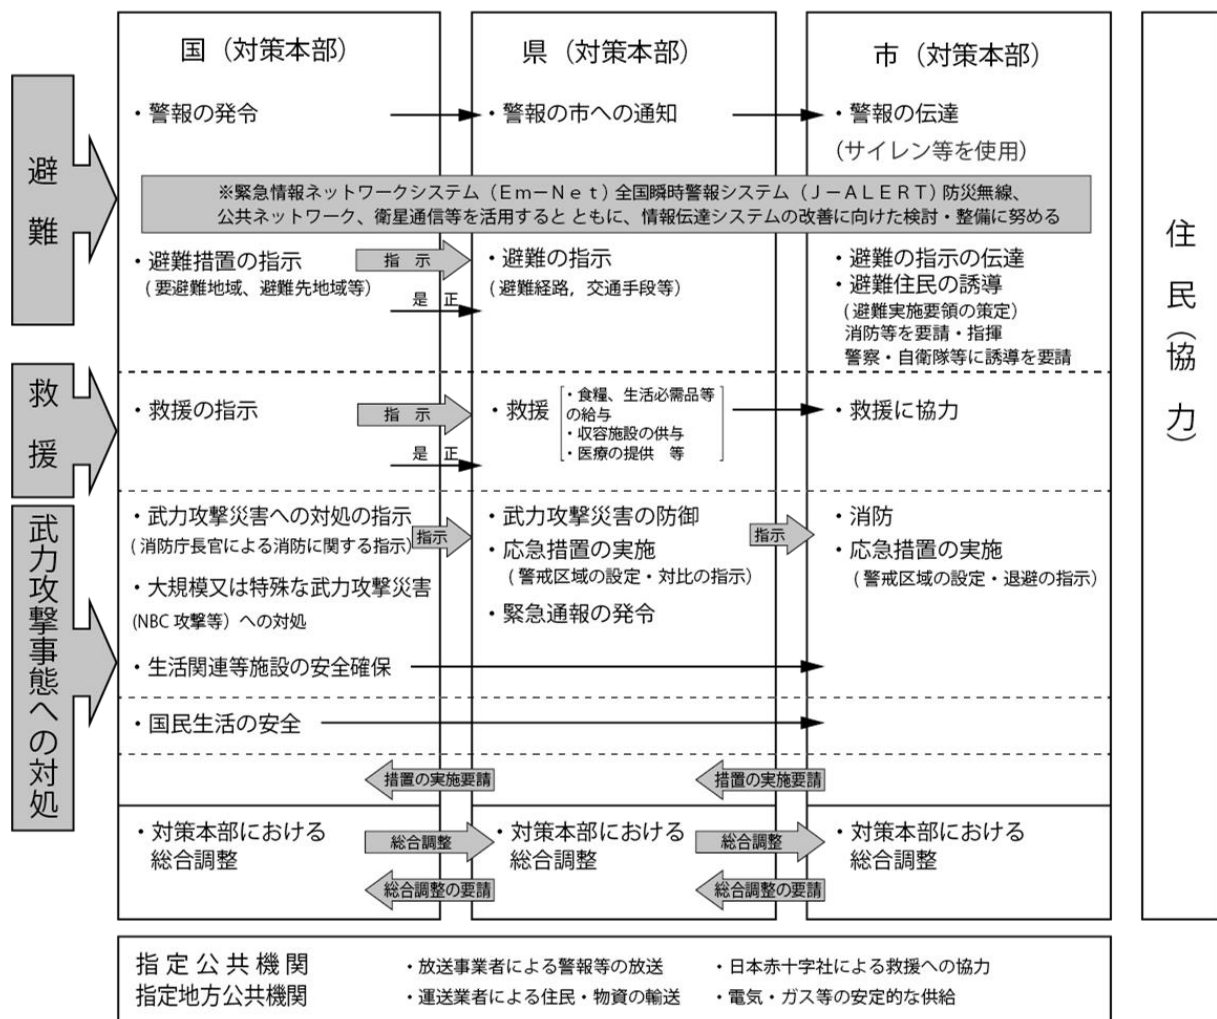 国（対策本部）
県（対策本部）
市（対策本部）
住民（協力）
避難
・警報の発令
・警報の市への通知
・警報の伝達
（サイレン等を使用）
※緊急情報ネットワークシステム（Em－Net）全国瞬時警報システム（J－ALERT）防災無線、
公共ネットワーク、衛星通信等を活用すると ともに、情報伝達システムの改善に向けた検討・整備に努める
・避難措置の指示
（要避難地域、避難先地域等）
指 示
是 正
・避難の指示
（避難経路，交通手段等）
・避難の指示の伝達
・避難住民の誘導
（避難実施要領の策定）
消防等を要請・指揮
警察・自衛隊等に誘導を要請
救援
・救援の指示
指 示
是 正
・救援
・食糧、生活必需品等
の給与
・収容施設の供与
・医療の提供 等
・救援に協力
武力攻撃事態への対処
・武力攻撃災害への対処の指示
（消防庁長官による消防に関する指示）
指示
・大規模又は特殊な武力攻撃災害
(NBC 攻撃等）への対処
・武力攻撃災害の防御
・応急措置の実施
（警戒区域の設定・対比の指示）
・緊急通報の発令
指示
・消防
・応急措置の実施
（警戒区域の設定・退避の指示）
・生活関連等施設の安全確保
・国民生活の安全
措置の実施要請
措置の実施要請
・対策本部における
総合調整
総合調整
総合調整の要請
・対策本部における
総合調整
総合調整
総合調整の要請
・対策本部における
総合調整
指定公共機関
指定地方公共機関
・放送事業者による警報等の放送
・運送業者による住民・物資の輸送
・日本赤十字社による救援への協力
・電気・ガス等の安定的な供給